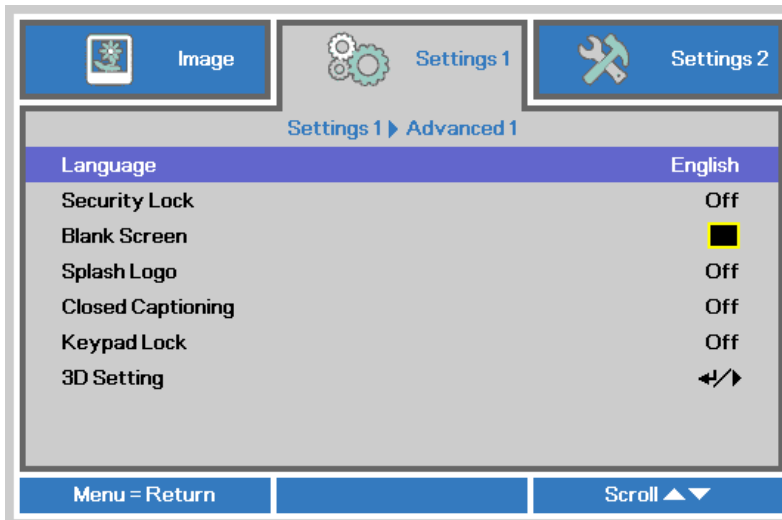 Image
Settings 1
Settings 2
Settings 1 ▶ Advanced 1
Language English
Security Lock Off
Blank Screen
Splash Logo Off
Closed Captioning Off
Keypad Lock Off
3D Setting ↵/▶
Menu = Return
Scroll ▲▼